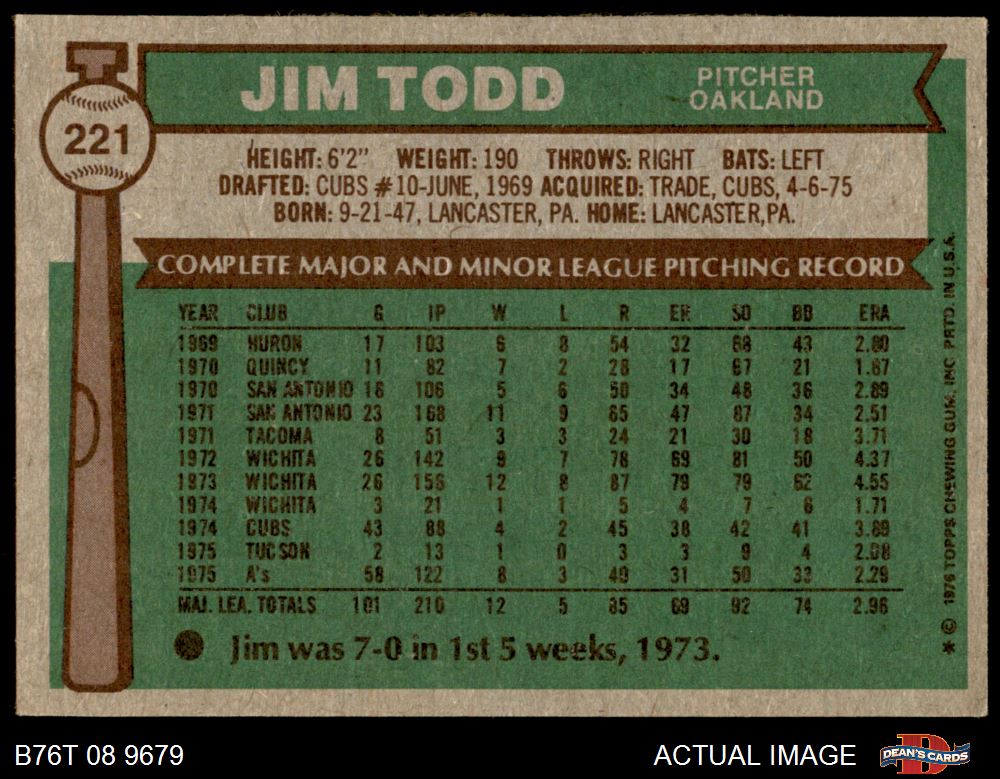 JIM TODD
PITCHER
OAKLAND
221
HEIGHT: 6'2" WEIGHT: 190 THROWS: RIGHT BATS: LEFT
DRAFTED: CUBS #10-JUNE, 1969 ACQUIRED: TRADE, CUBS, 4-6-75
BORN: 9-21-47, LANCASTER, PA. HOME: LANCASTER,PA.
COMPLETE MAJOR AND MINOR LEAGUE PITCHING RECORD
YEAR CLUB G IP W L R ER SO BB ERA
1969 HURON 17 103 6 8 54 32 68 43 2.80
1970 QUINCY 11 82 7 2 28 17 67 21 1.87
1970 SAN ANTONIO 16 106 5 6 50 34 48 36 2.89
1971 SAN ANTONIO 23 168 11 9 65 47 87 34 2.51
1971 TACOMA 8 51 3 3 24 21 30 18 3.71
1972 WICHITA 26 142 9 7 78 69 81 50 4.37
1973 WICHITA 26 156 12 8 87 79 79 62 4.55
1974 WICHITA 3 21 1 1 5 4 7 6 1.71
1974 CUBS 43 88 4 2 45 38 42 41 3.89
1975 TUCSON 2 13 1 0 3 3 9 4 2.08
1975 A's 58 122 8 3 40 31 50 33 2.29
MAJ. LEA. TOTALS 101 210 12 5 85 69 92 74 2.96
Jim was 7-0 in 1st 5 weeks, 1973.
* © 1976 TOPPS CHEWING GUM, INC. PRTD. IN U.S.A.
B76T 08 9679
ACTUAL IMAGE
DEAN'S CARDS